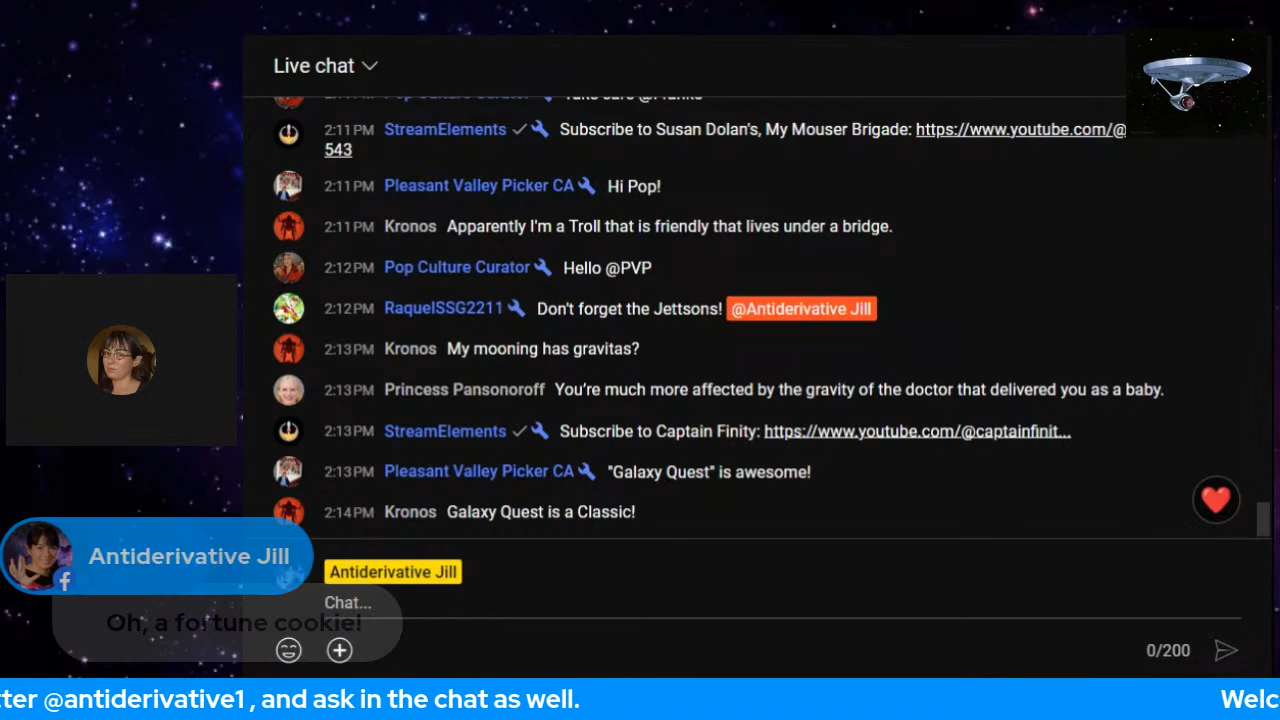 Live chat
2:11 PM StreamElements Subscribe to Susan Dolan's, My Mouser Brigade: https://www.youtube.com/@
543
2:11 PM Pleasant Valley Picker CA Hi Pop!
2:11 PM Kronos Apparently I'm a Troll that is friendly that lives under a bridge.
2:12 PM Pop Culture Curator Hello @PVP
2:12 PM RaquelSSG2211 Don't forget the Jettsons! @Antiderivative Jill
2:13 PM Kronos My mooning has gravitas?
2:13 PM Princess Pansonoroff You're much more affected by the gravity of the doctor that delivered you as a baby.
2:13 PM StreamElements Subscribe to Captain Finity: https://www.youtube.com/@captainfinit...
2:13 PM Pleasant Valley Picker CA "Galaxy Quest" is awesome!
2:14 PM Kronos Galaxy Quest is a Classic!
Antiderivative Jill
Antiderivative Jill
Chat...
Oh, a fortune cookie!
0/200
tter @antiderivative1 , and ask in the chat as well. Welc